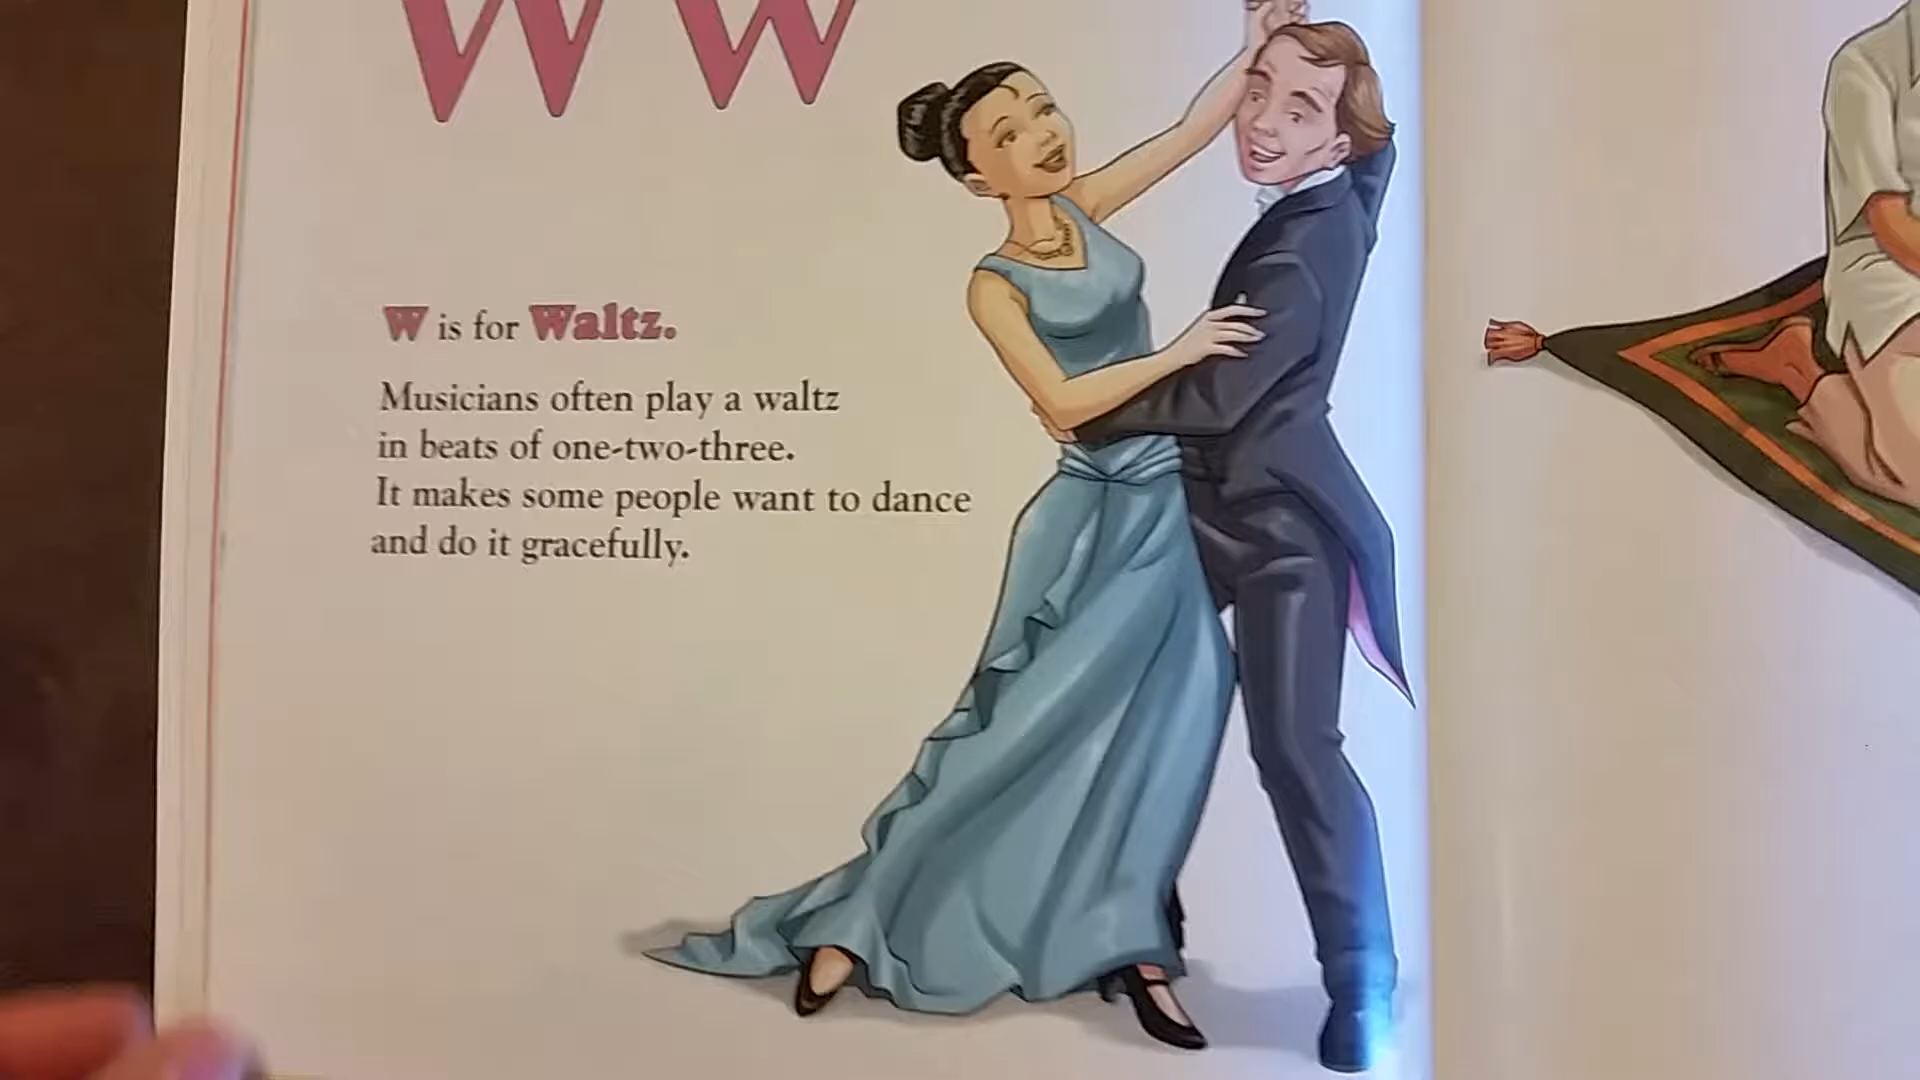 W W
W is for Waltz.
Musicians often play a waltz
in beats of one-two-three.
It makes some people want to dance
and do it gracefully.